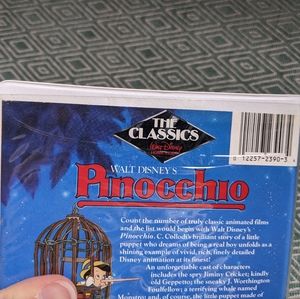 THE
CLASSICS
Walt Disney
0 12257-2390-3
WALT DISNEY'S
Pinocchio
Count the number of truly classic animated films
and the list would begin with Walt Disney's
Pinocchio. C. Collodi's brilliant story of a little
puppet who dreams of being a real boy unfolds as a
shining example of vivid, rich, finely detailed
Disney animation at its finest!
An unforgettable cast of characters
includes the spry Jiminy Cricket; kindly
old Geppetto; the sneaky J. Worthington
Foulfellow; a terrifying whale named
Monstro; and, of course, the little puppet made of